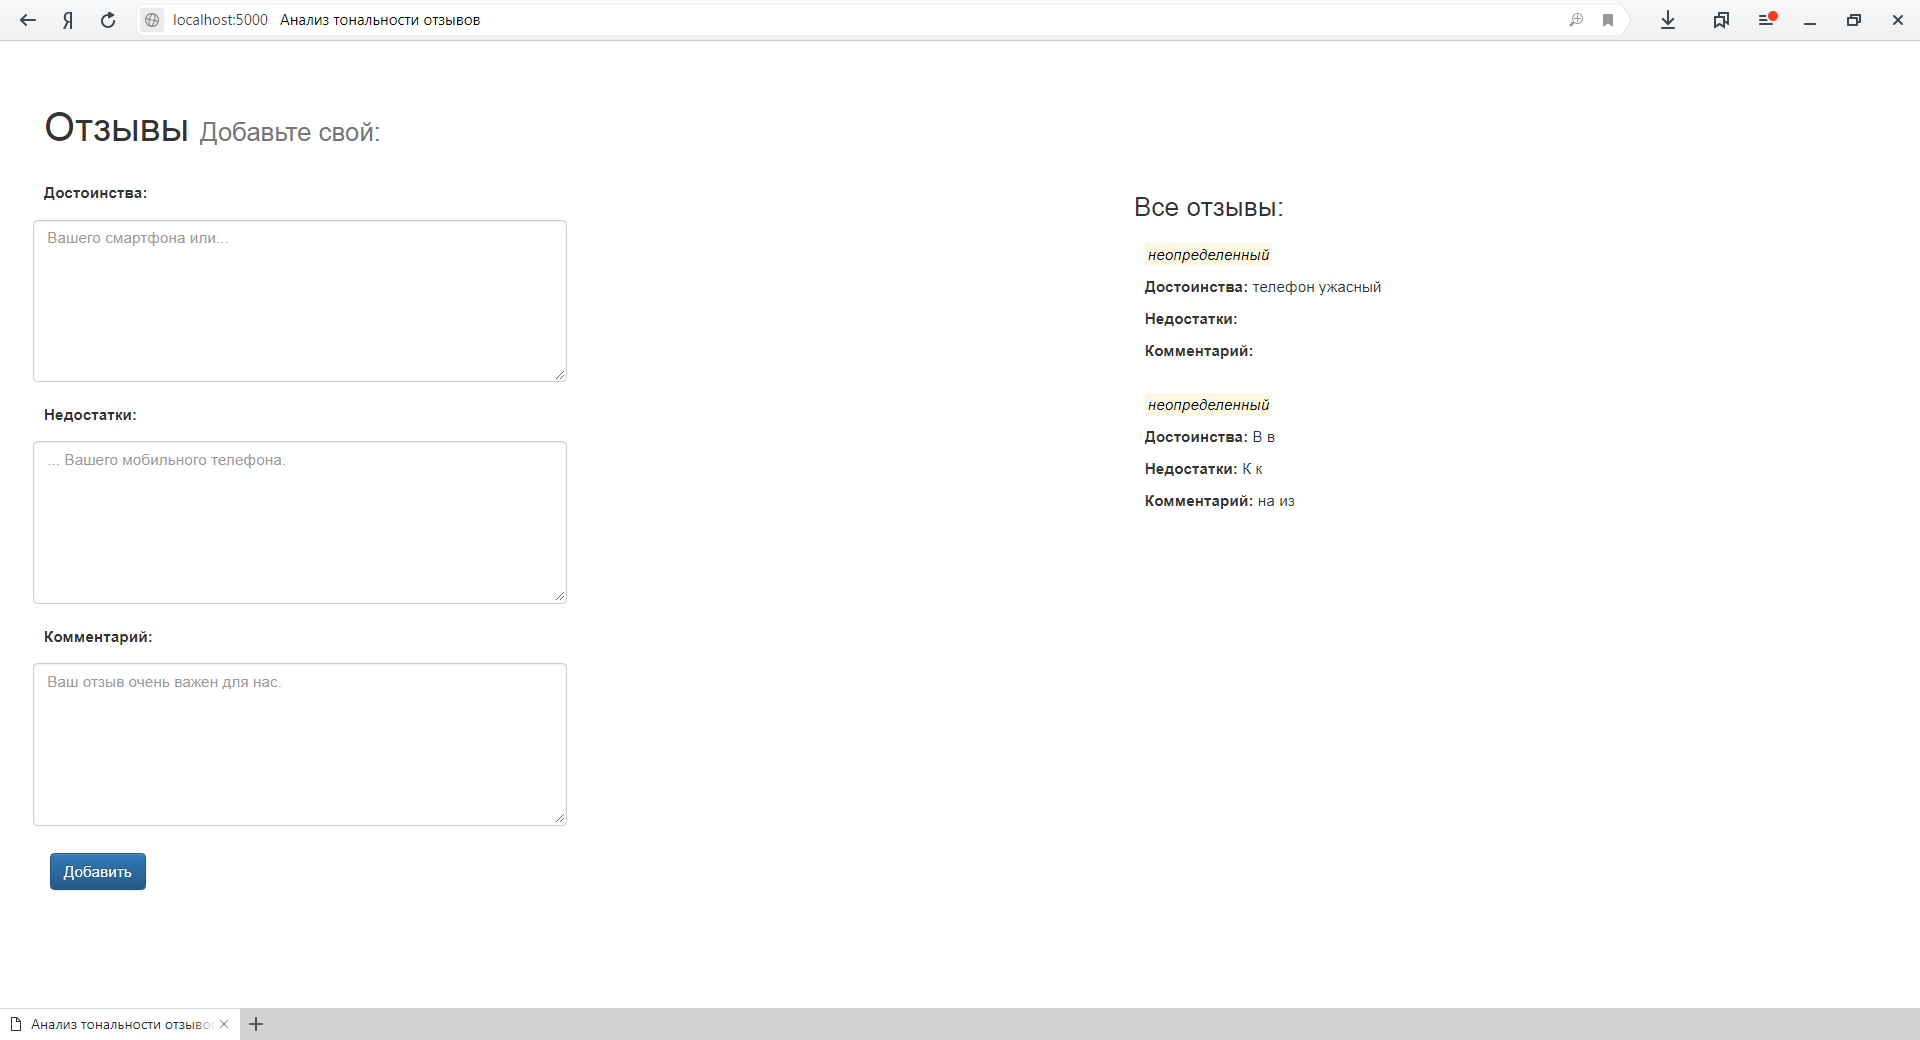 localhost:5000 Анализ тональности отзывов
Отзывы Добавьте свой:
Достоинства:
Вашего смартфона или...
Недостатки:
... Вашего мобильного телефона.
Комментарий:
Ваш отзыв очень важен для нас.
Добавить
Все отзывы:
неопределенный
Достоинства: телефон ужасный
Недостатки:
Комментарий:
неопределенный
Достоинства: В в
Недостатки: К к
Комментарий: на из
Анализ тональности отзыво